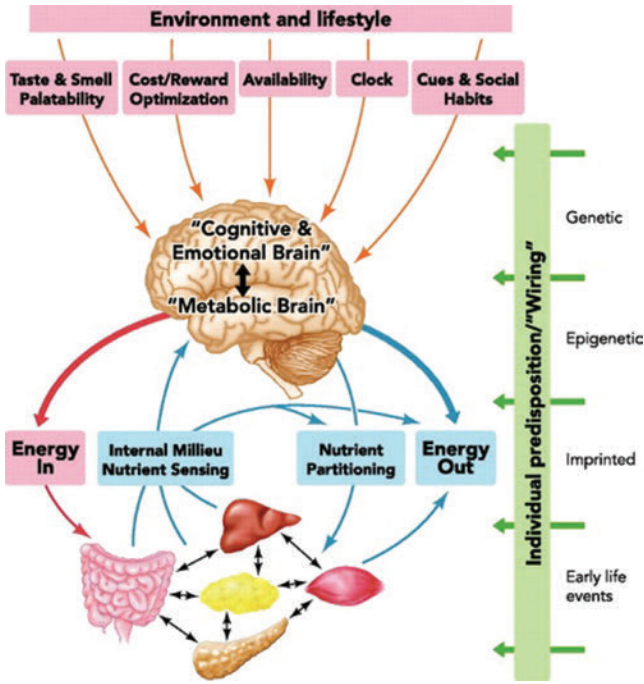 Environment and lifestyle
Taste & Smell
Palatability
Cost/Reward
Optimization
Availability
Clock
Cues & Social
Habits
"Cognitive &
Emotional Brain"
"Metabolic Brain"
Energy
In
Internal Millieu
Nutrient Sensing
Nutrient
Partitioning
Energy
Out
Individual predisposition/"Wiring"
Genetic
Epigenetic
Imprinted
Early life
events